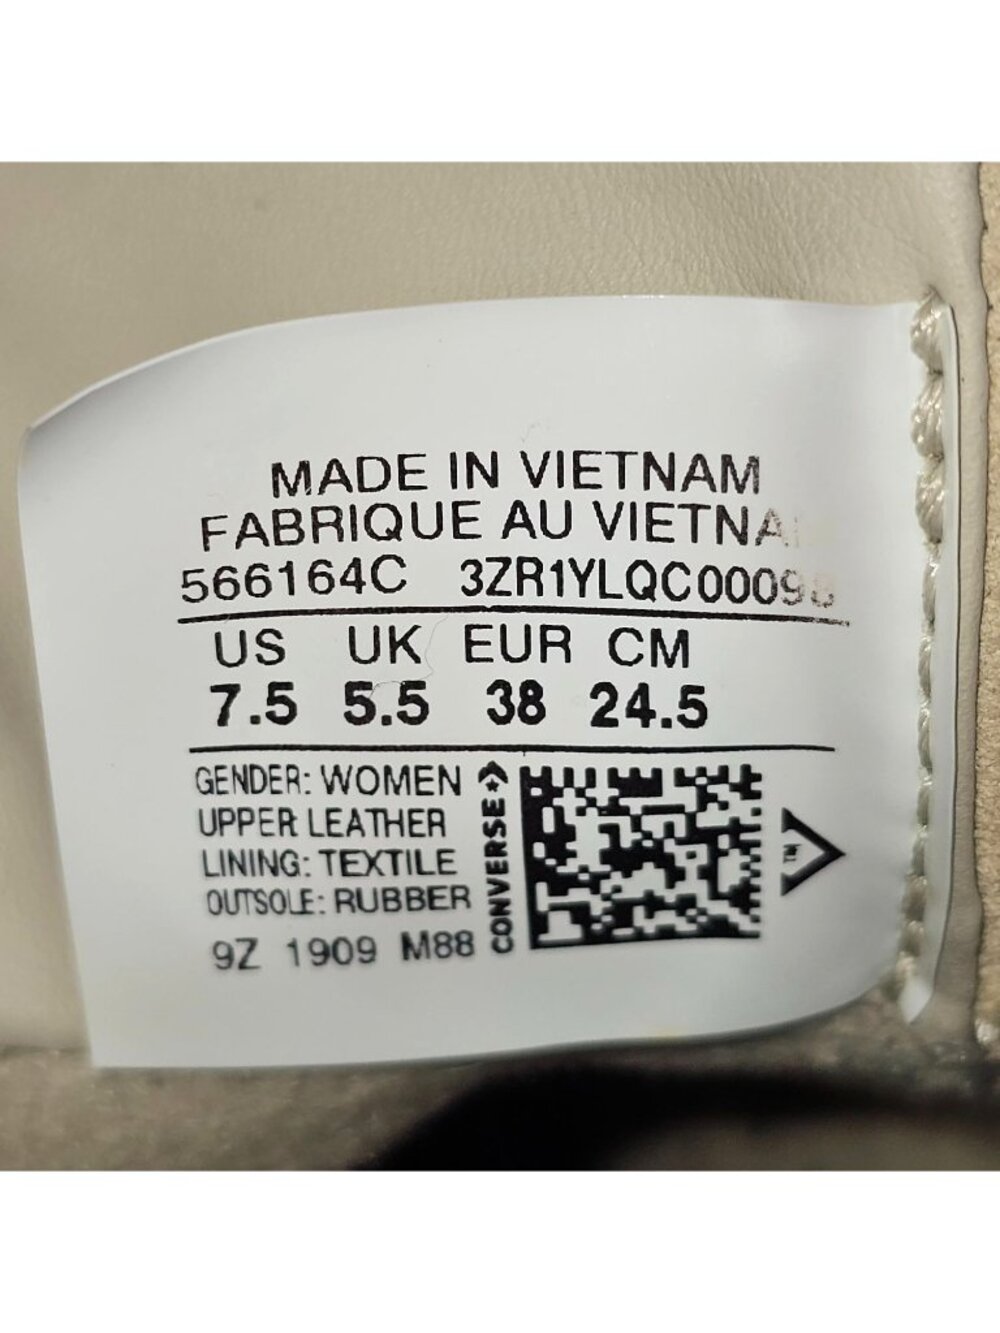 MADE IN VIETNAM
FABRIQUE AU
566164C
US UK EUR CM
7.5 5.5 38 24.5
GENDER: WOMEN
UPPER: LEATHER
LINING: TEXTILE
OUTSOLE: RUBBER
9Z 1909 M88
CONVERSE
TM